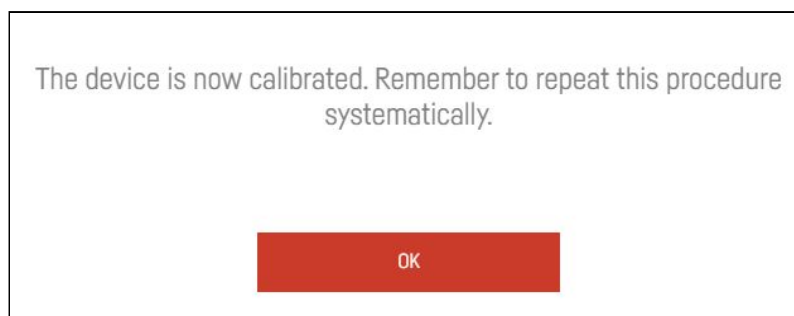 The device is now calibrated. Remember to repeat this procedure
systematically.
OK